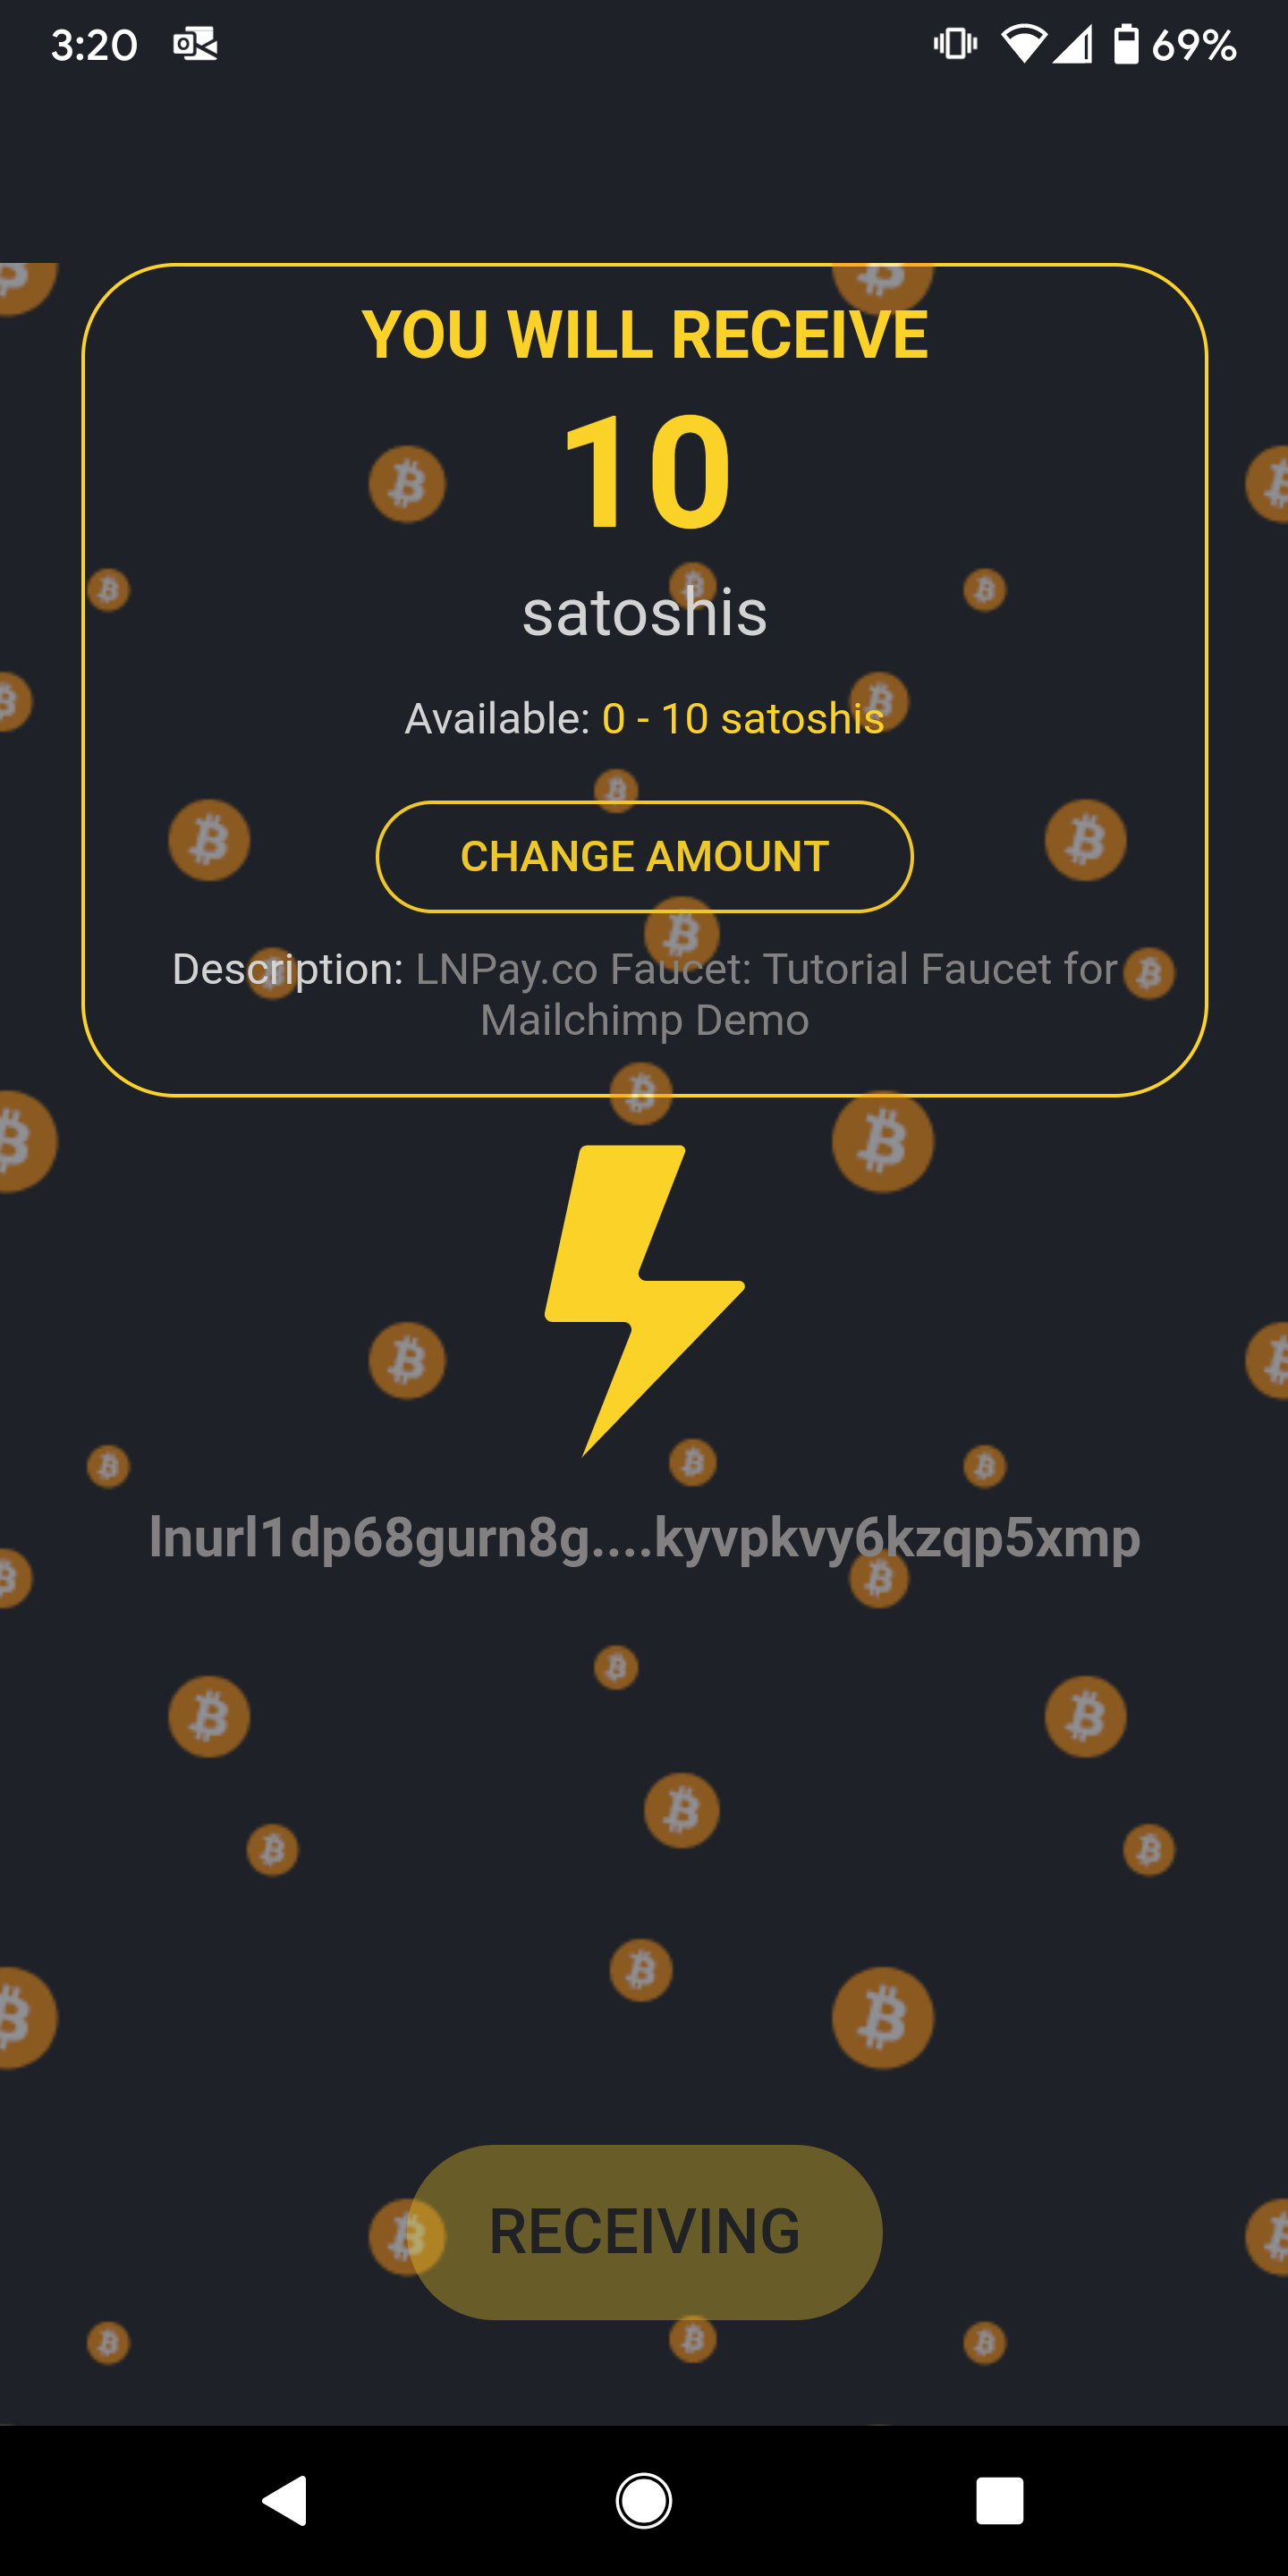 3:20
69%
YOU WILL RECEIVE
10
satoshis
Available: 0 - 10 satoshis
CHANGE AMOUNT
Description: LNPay.co Faucet: Tutorial Faucet for
Mailchimp Demo
lnurl1dp68gurn8g....kyvpkvy6kzqp5xmp
RECEIVING